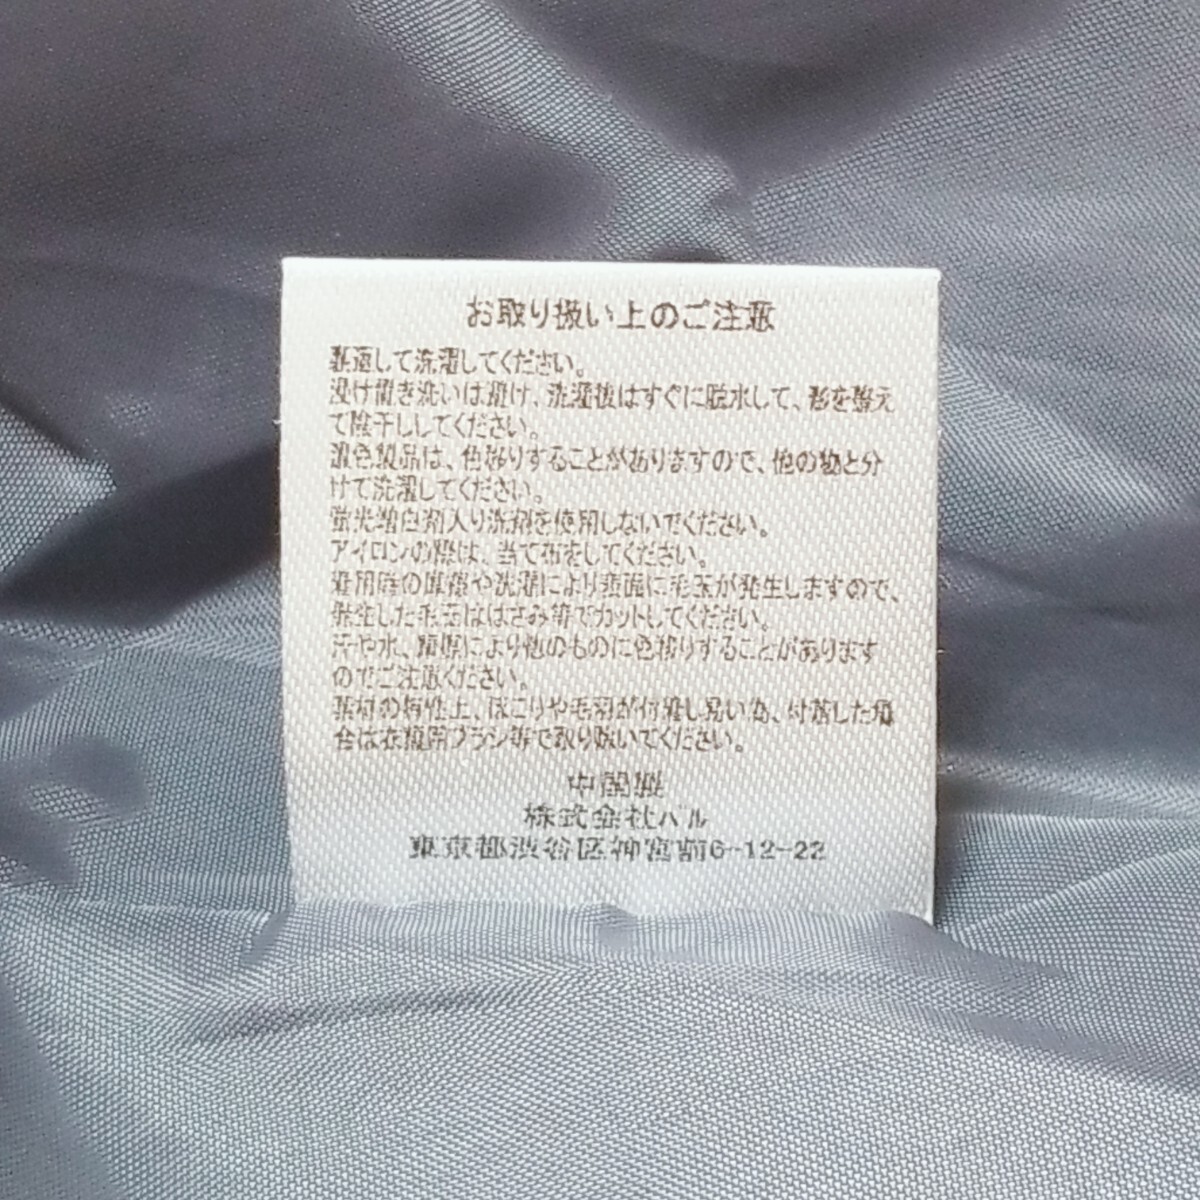 お取り扱い上のご注意
裏返して洗濯してください。
浸け置き洗いは避け、洗濯後はすぐに脱水して、形を整え
て陰干ししてください。
濃色製品は、色移りすることがありますので、他の物と分
けて洗濯してください。
蛍光増白剤入り洗剤を使用しないでください。
アイロンの際は、当て布をしてください。
着用時の摩擦や洗濯により表面に毛玉が発生しますので、
発生した毛玉ははさみ等でカットしてください。
汗や水、摩擦により他のものに色移りすることがあります
のでご注意ください。
素材の特性上、ほこりや毛羽が付着し易い為、付着した場
合は衣服用ブラシ等で取り除いてください。
中国製
株式会社パル
東京都渋谷区神宮前6-12-22